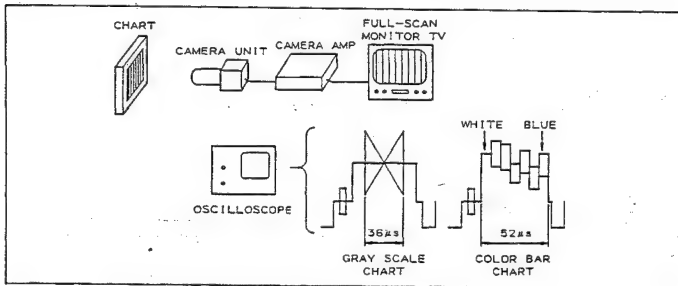 CHART
CAMERA UNIT
CAMERA AMP
FULL-SCAN
MONITOR TV
OSCILLOSCOPE
WHITE
BLUE
36µs
52µs
GRAY SCALE
CHART
COLOR BAR
CHART